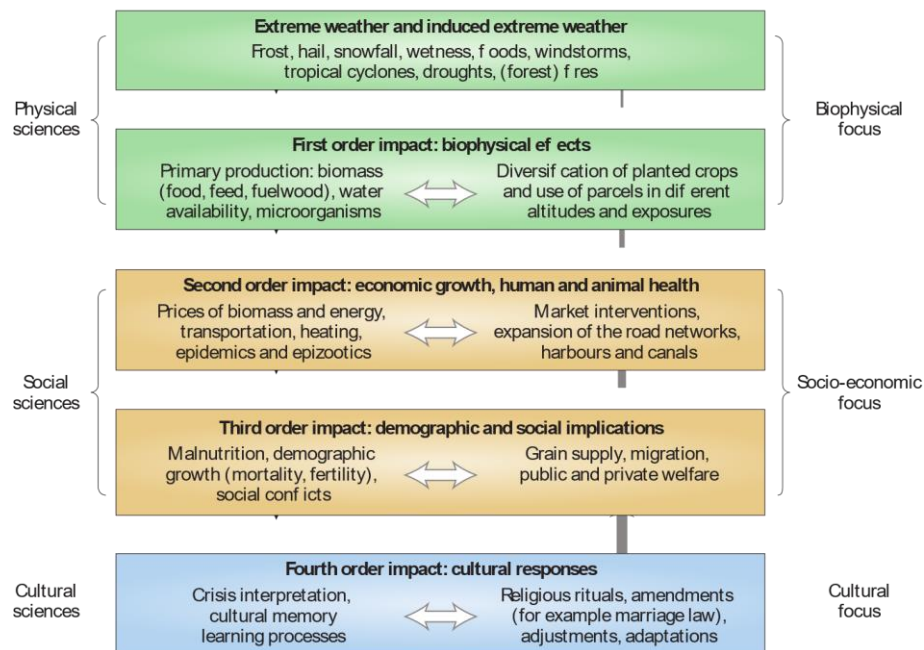 Extreme weather and induced extreme weather
Frost, hail, snowfall, wetness, f oods, windstorms,
tropical cyclones, droughts, (forest) f res
Physical
sciences
Biophysical
focus
First order impact: biophysical ef ects
Primary production: biomass
(food, feed, fuelwood), water
availability, microorganisms
Diversif cation of planted crops
and use of parcels in dif erent
altitudes and exposures
Second order impact: economic growth, human and animal health
Prices of biomass and energy,
transportation, heating,
epidemics and epizootics
Market interventions,
expansion of the road networks,
harbours and canals
Social
sciences
Socio-economic
focus
Third order impact: demographic and social implications
Malnutrition, demographic
growth (mortality, fertility),
social conf icts
Grain supply, migration,
public and private welfare
Fourth order impact: cultural responses
Cultural
sciences
Crisis interpretation,
cultural memory
learning processes
Religious rituals, amendments
(for example marriage law),
adjustments, adaptations
Cultural
focus